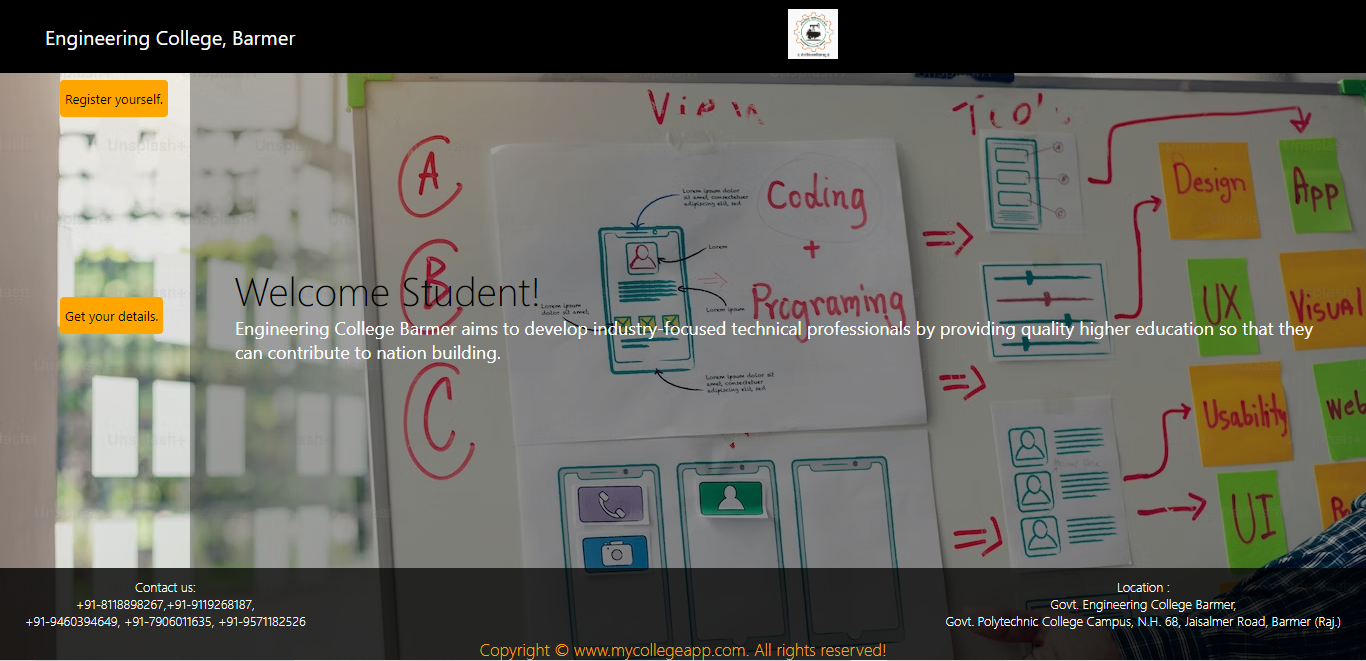 Engineering College, Barmer
Register yourself.
Unsplash+
View
Tools
A
B
C
Lorem ipsum dolor
sit amet, consectetuer
adipiscing elit, sed
Coding
+
Programing
Lorem
Lorem ipsum
dolor sit amet,
Lorem ipsum
Design
App
UX
Visual
Get your details.
Welcome Student!
Engineering College Barmer aims to develop industry-focused technical professionals by providing quality higher education so that they
can contribute to nation building.
Lorem ipsum dolor sit
amet, consectetuer
adipiscing elit, sed
Usability
Web
UI
Contact us:
+91-8118898267,+91-9119268187,
+91-9460394649, +91-7906011635, +91-9571182526
Location :
Govt. Engineering College Barmer,
Govt. Polytechnic College Campus, N.H. 68, Jaisalmer Road, Barmer (Raj.)
Copyright © www.mycollegeapp.com. All rights reserved!